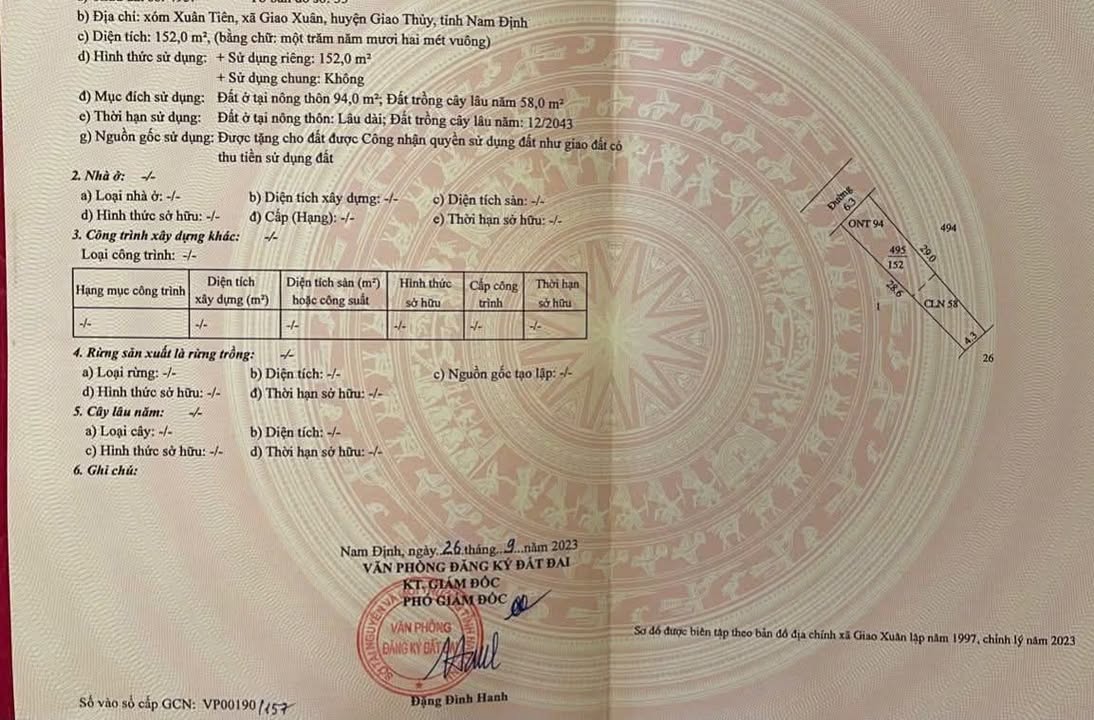 b) Địa chỉ: xóm Xuân Tiên, xã Giao Xuân, huyện Giao Thủy, tỉnh Nam Định
c) Diện tích: 152,0 m², (bằng chữ: một trăm năm mươi hai mét vuông)
d) Hình thức sử dụng: + Sử dụng riêng: 152,0 m²
+ Sử dụng chung: Không
đ) Mục đích sử dụng: Đất ở tại nông thôn 94,0 m²; Đất trồng cây lâu năm 58,0 m²
e) Thời hạn sử dụng: Đất ở tại nông thôn: Lâu dài; Đất trồng cây lâu năm: 12/2043
g) Nguồn gốc sử dụng: Được tặng cho đất được Công nhận quyền sử dụng đất như giao đất có
thu tiền sử dụng đất
2. Nhà ở: -/-
a) Loại nhà ở: -/- b) Diện tích xây dựng: -/- c) Diện tích sàn: -/-
d) Hình thức sở hữu: -/- đ) Cấp (Hạng): -/- e) Thời hạn sở hữu: -/-
3. Công trình xây dựng khác: -/-
Loại công trình: -/-
Hạng mục công trình Diện tích xây dựng (m²) Diện tích sàn (m²) hoặc công suất Hình thức sở hữu Cấp công trình Thời hạn sở hữu
-/- -/- -/- -/- -/- -/-
4. Rừng sản xuất là rừng trồng: -/-
a) Loại rừng: -/- b) Diện tích: -/- c) Nguồn gốc tạo lập: -/-
d) Hình thức sở hữu: -/- đ) Thời hạn sở hữu: -/-
5. Cây lâu năm: -/-
a) Loại cây: -/- b) Diện tích: -/-
c) Hình thức sở hữu: -/- d) Thời hạn sở hữu: -/-
6. Ghi chú:
Nam Định, ngày 26 tháng 9 năm 2023
VĂN PHÒNG ĐĂNG KÝ ĐẤT ĐAI
KT. GIÁM ĐỐC
PHÓ GIÁM ĐỐC
VĂN PHÒNG
ĐĂNG KÝ ĐẤT
Đặng Đình Hanh
Số vào sổ cấp GCN: VP00190/157
Đường
6.3
ONT 94
494
495
152
29.0
28.6
CLN 58
1
4.3
26
Sơ đồ được biên tập theo bản đồ địa chính xã Giao Xuân lập năm 1997, chỉnh lý năm 2023